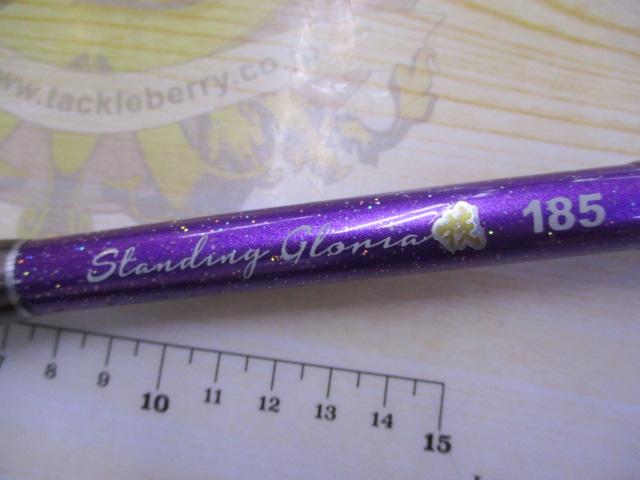 www.tackleberry.co
Standing Gloria 185
8 9 10 11 12 13 14 15